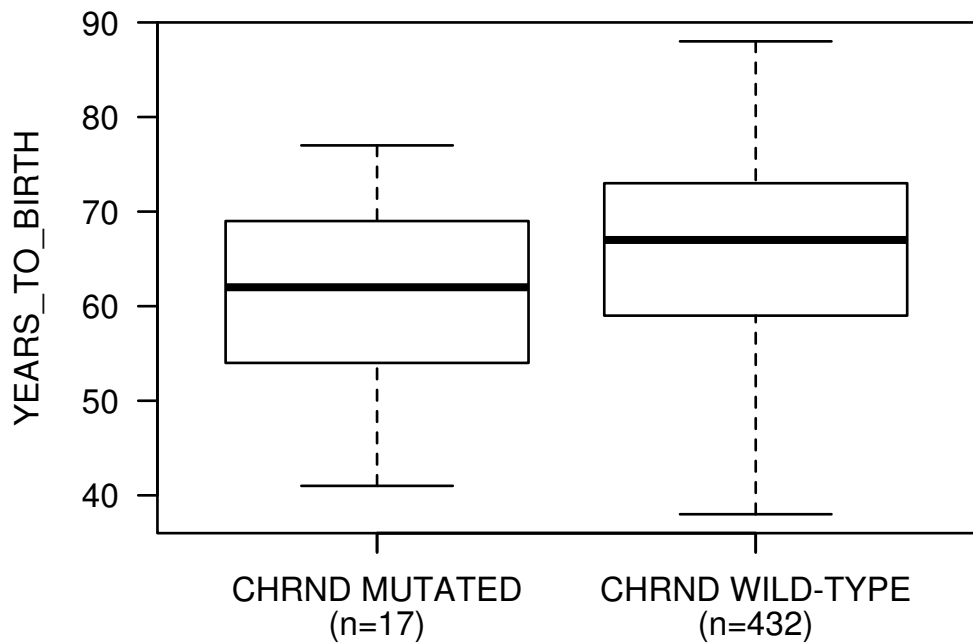 YEARS_TO_BIRTH
90
80
70
60
50
40
CHRND MUTATED
(n=17)
CHRND WILD-TYPE
(n=432)